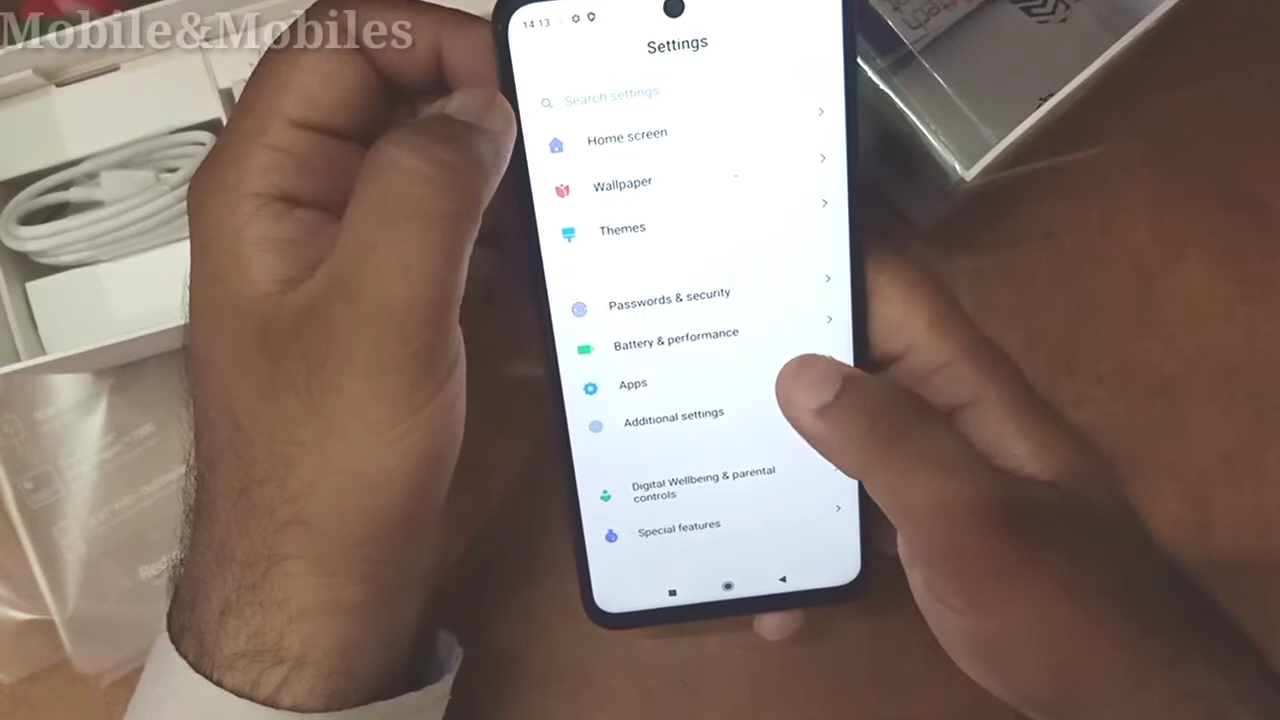 Mobile&Mobiles
14 13
Settings
Search settings
Home screen
Wallpaper
Themes
Passwords & security
Battery & performance
Apps
Additional settings
Digital Wellbeing & parental
controls
Special features